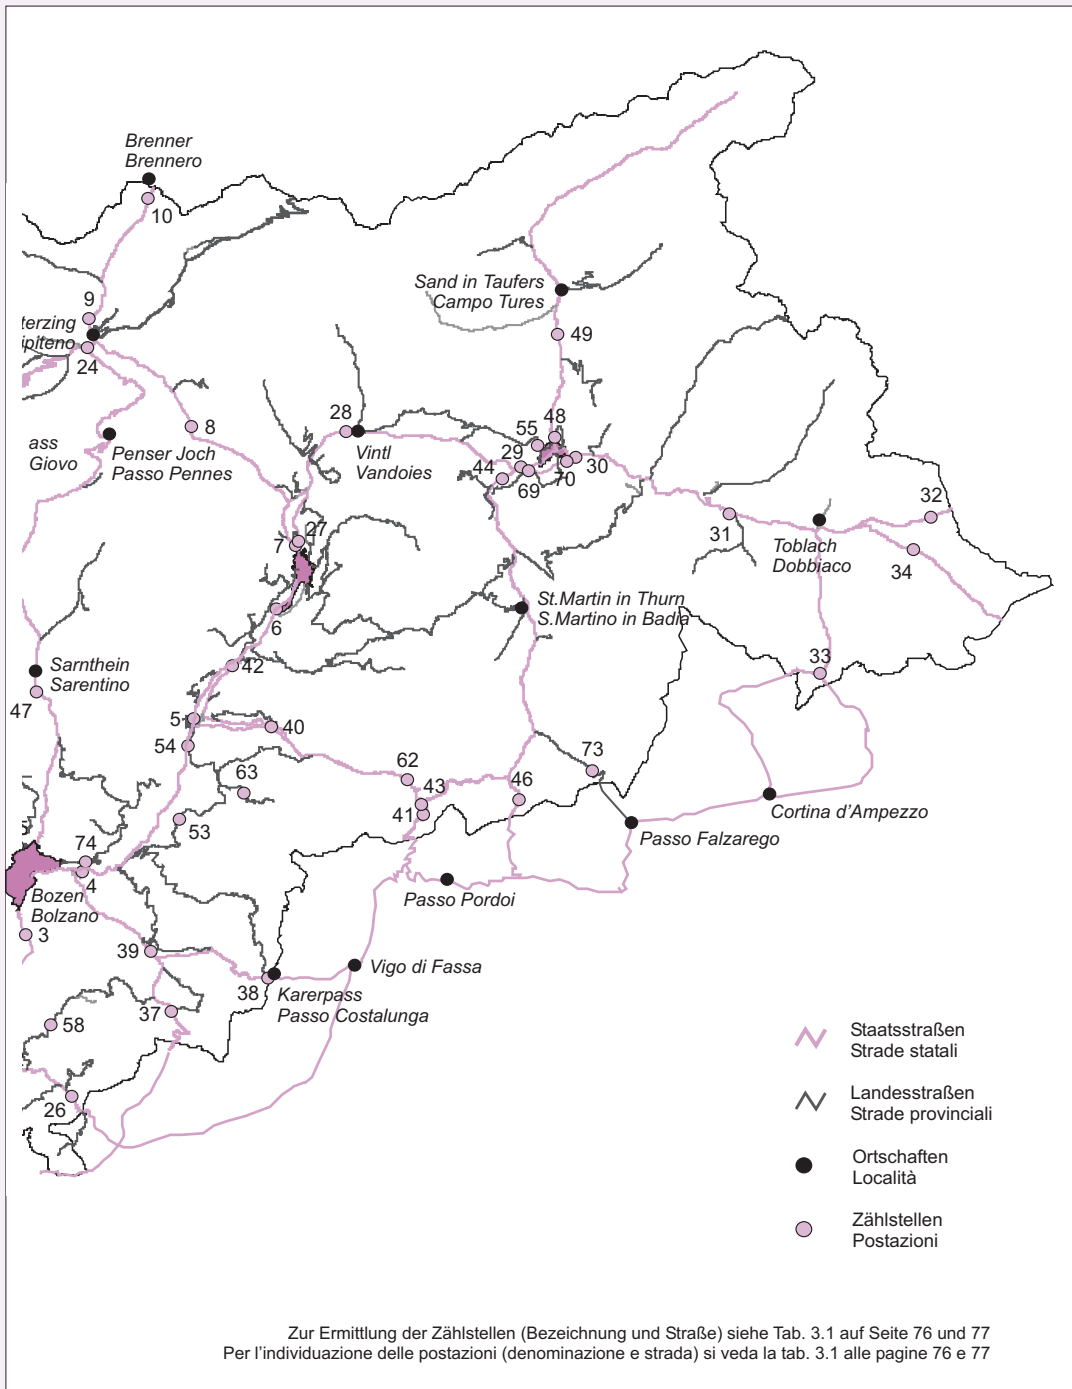 Brenner
Brennero
10
9
terzing
ipiteno
24
Sand in Taufers
Campo Tures
49
8
28
Vintl
Vandoies
ass
Giovo
Penser Joch
Passo Pennes
48
55
29
44
69
70
30
32
31
Toblach
Dobbiaco
34
27
7
6
St.Martin in Thurn
S.Martino in Badia
42
33
Sarnthein
Sarentino
47
5
54
40
63
62
43
41
46
73
Cortina d'Ampezzo
53
Passo Falzarego
74
4
Bozen
Bolzano
Passo Pordoi
3
39
38
Karerpass
Passo Costalunga
Vigo di Fassa
37
58
26
Staatsstraßen
Strade statali
Landesstraßen
Strade provinciali
Ortschaften
Località
Zählstellen
Postazioni
Zur Ermittlung der Zählstellen (Bezeichnung und Straße) siehe Tab. 3.1 auf Seite 76 und 77
Per l'individuazione delle postazioni (denominazione e strada) si veda la tab. 3.1 alle pagine 76 e 77